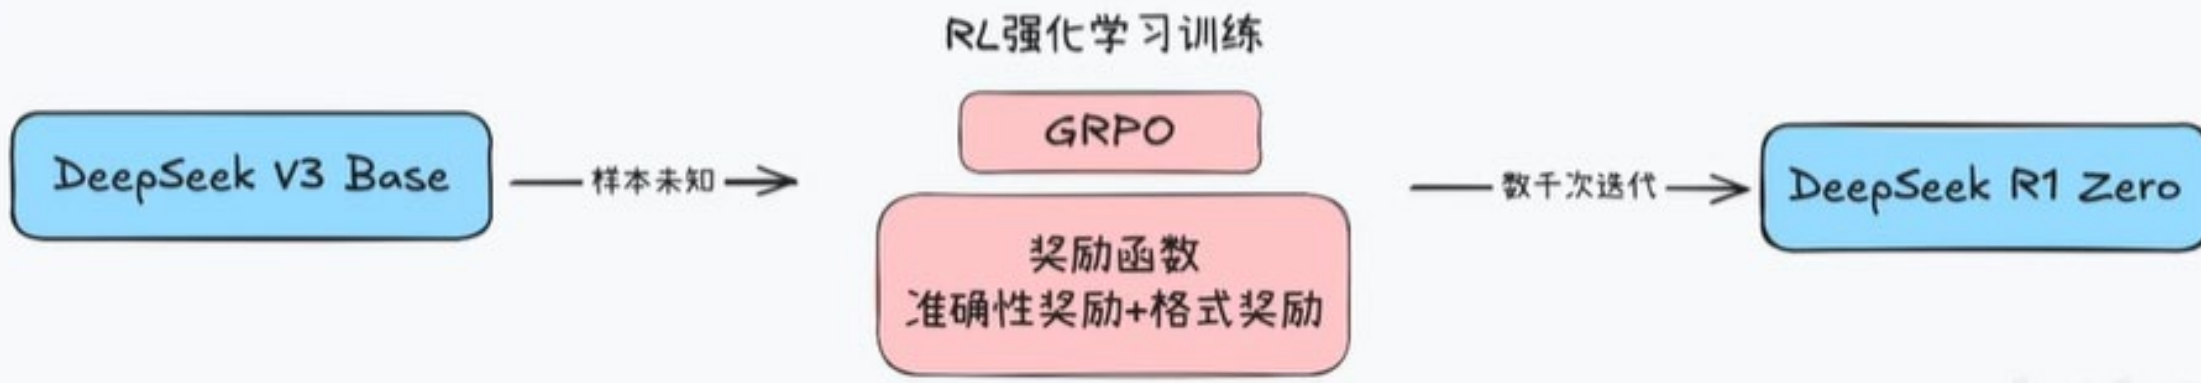 RL强化学习训练
DeepSeek V3 Base
样本未知
GRPO
奖励函数
准确性奖励+格式奖励
数千次迭代
DeepSeek R1 Zero